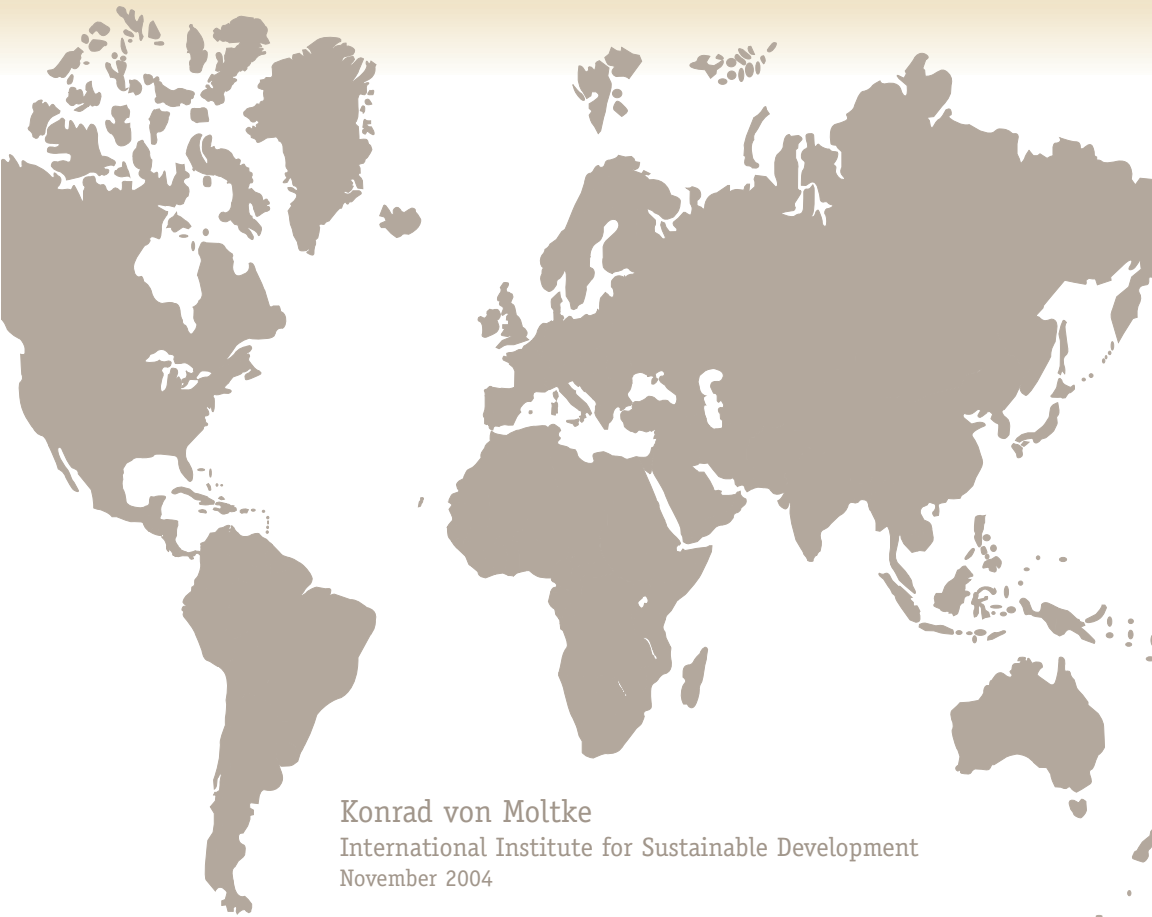 Konrad von Moltke
International Institute for Sustainable Development
November 2004